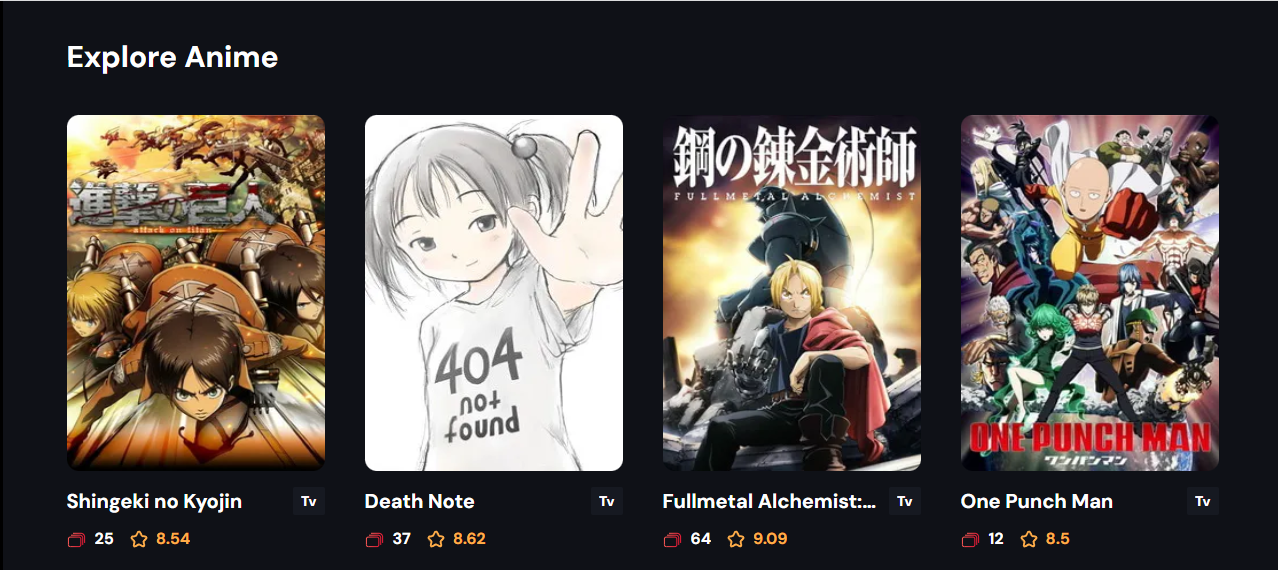 Explore Anime
進撃の巨人
attack on titan
404
not
found
鋼の錬金術師
FULLMETAL ALCHEMIST
ONE PUNCH MAN
ワンパンマン
Shingeki no Kyojin Tv
25 8.54
Death Note Tv
37 8.62
Fullmetal Alchemist:... Tv
64 9.09
One Punch Man Tv
12 8.5